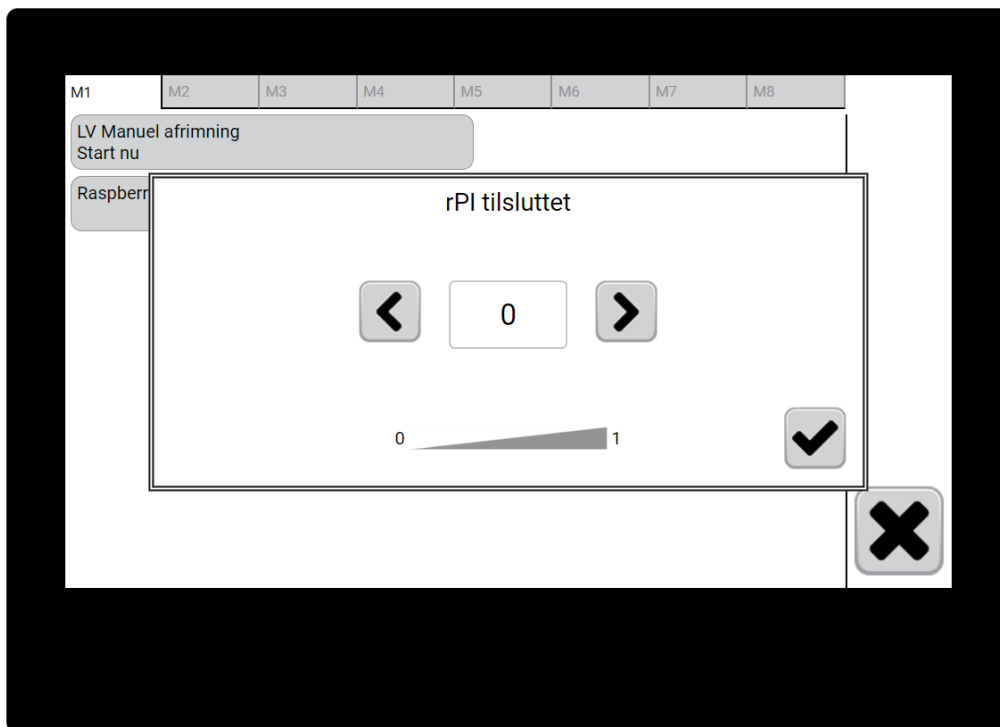 M1
M2
M3
M4
M5
M6
M7
M8
LV Manuel afrimning
Start nu
Raspberr
rPI tilsluttet
0
0
1